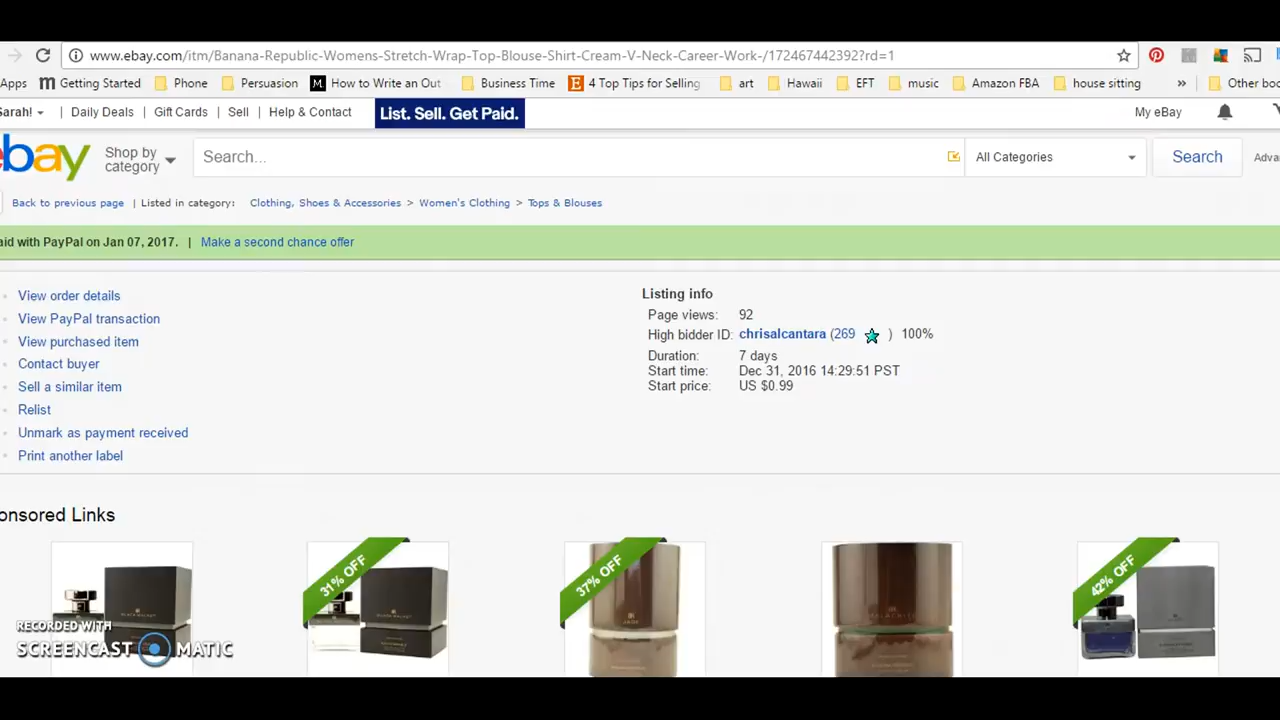 www.ebay.com/itm/Banana-Republic-Womens-Stretch-Wrap-Top-Blouse-Shirt-Cream-V-Neck-Career-Work-/172467442392?rd=1
Apps Getting Started Phone Persuasion M How to Write an Out Business Time E 4 Top Tips for Selling art Hawaii EFT music Amazon FBA house sitting » Other boo
Sarah! | Daily Deals | Gift Cards | Sell | Help & Contact List. Sell. Get Paid. My eBay
ebay Shop by category Search... All Categories Search Adva
Back to previous page | Listed in category: Clothing, Shoes & Accessories > Women's Clothing > Tops & Blouses
aid with PayPal on Jan 07, 2017. | Make a second chance offer
View order details
View PayPal transaction
View purchased item
Contact buyer
Sell a similar item
Relist
Unmark as payment received
Print another label
Listing info
Page views: 92
High bidder ID: chrisalcantara (269 ) 100%
Duration: 7 days
Start time: Dec 31, 2016 14:29:51 PST
Start price: US $0.99
onsored Links
31% OFF
37% OFF
42% OFF
RECORDED WITH
SCREENCAST MATIC